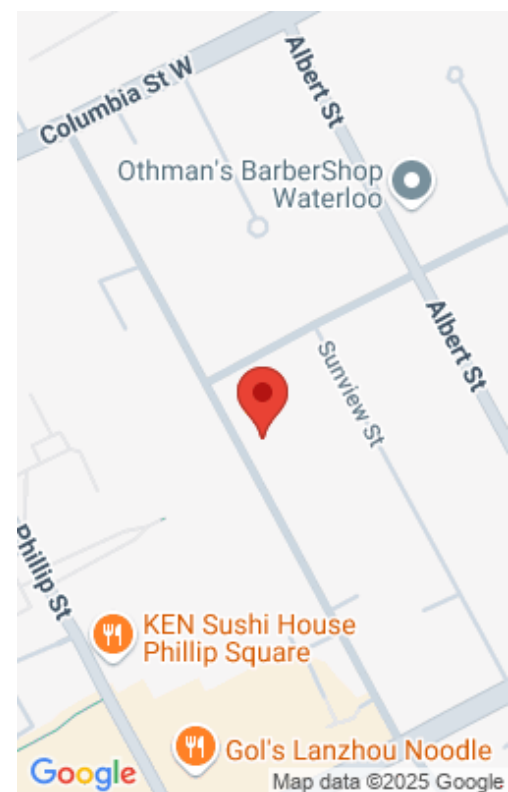 Columbia St W
Albert St
Othman's BarberShop
Waterloo
Albert St
Sunview St
Phillip St
KEN Sushi House
Phillip Square
Gol's Lanzhou Noodle
Google
Map data ©2025 Google